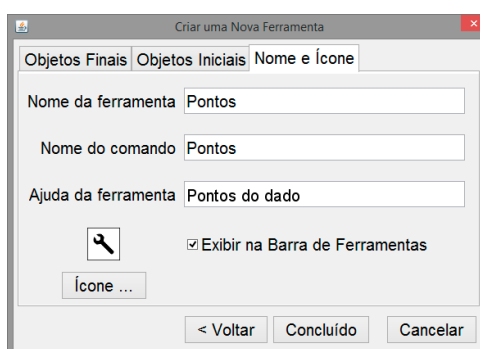 Criar uma Nova Ferramenta
Objetos Finais Objetos Iniciais Nome e Ícone
Nome da ferramenta Pontos
Nome do comando Pontos
Ajuda da ferramenta Pontos do dado
Exibir na Barra de Ferramentas
Ícone ...
< Voltar Concluído Cancelar